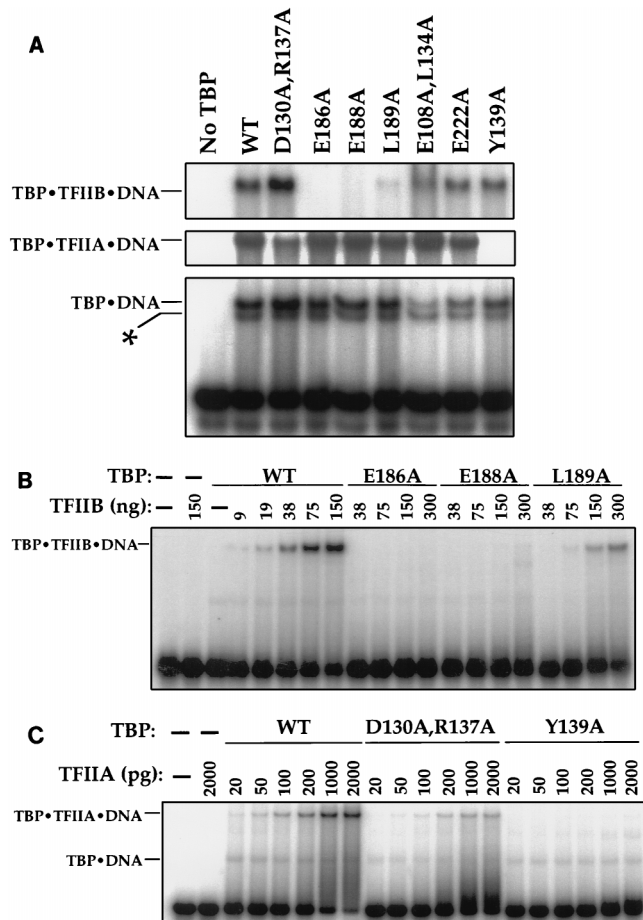 A
No TBP
WT
D130A,R137A
E186A
E188A
L189A
E108A,L134A
E222A
Y139A
TBP•TFIIB•DNA
TBP•TFIIA•DNA
TBP•DNA
*
B
TBP: – – WT E186A E188A L189A
TFIIB (ng) – 150 – 9 19 38 75 150 38 75 150 300 38 75 150 300 38 75 150 300
TBP•TFIIB•DNA
C
TBP: – – WT D130A,R137A Y139A
TFIIA (pg) – 2000 20 50 100 200 1000 2000 20 50 100 200 1000 2000 20 50 100 200 1000 2000
TBP•TFIIA•DNA
TBP•DNA